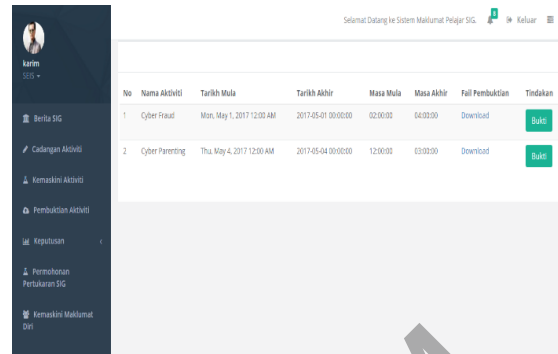 Selamat Datang ke Sistem Maklumat Pelajar SIG.
8
Keluar
karim
SEIS
Berita SIG
Cadangan Aktiviti
Kemaskini Aktiviti
Pembuktian Aktiviti
Keputusan
Permohonan
Pertukaran SIG
Kemaskini Maklumat
Diri
No Nama Aktiviti Tarikh Mula Tarikh Akhir Masa Mula Masa Akhir Fail Pembuktian Tindakan
1 Cyber Fraud Mon, May 1, 2017 12:00 AM 2017-05-01 00:00:00 02:00:00 04:00:00 Download Bukti
2 Cyber Parenting Thu, May 4, 2017 12:00 AM 2017-05-04 00:00:00 12:00:00 03:00:00 Download Bukti